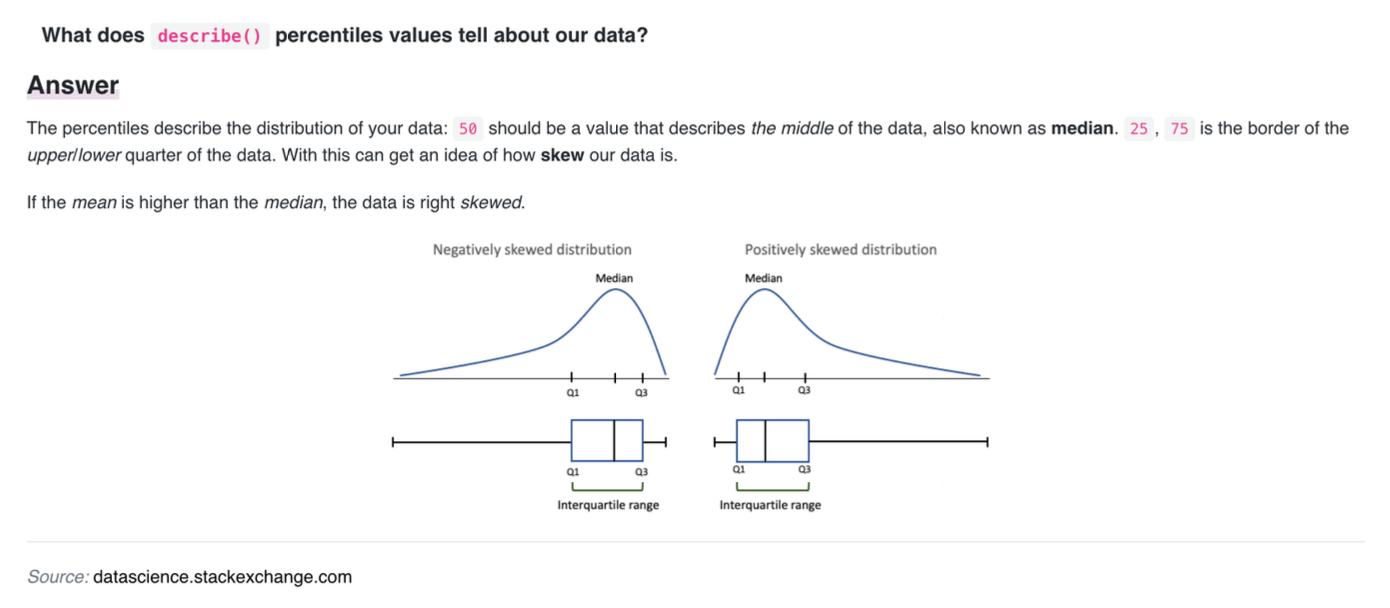 What does describe() percentiles values tell about our data?
Answer
The percentiles describe the distribution of your data: 50 should be a value that describes the middle of the data, also known as median. 25 , 75 is the border of the
upper/lower quarter of the data. With this can get an idea of how skew our data is.
If the mean is higher than the median, the data is right skewed.
Negatively skewed distribution
Positively skewed distribution
Median
Median
Q1
Q3
Q1
Q3
Q1
Q3
Q1
Q3
Interquartile range
Interquartile range
Source: datascience.stackexchange.com